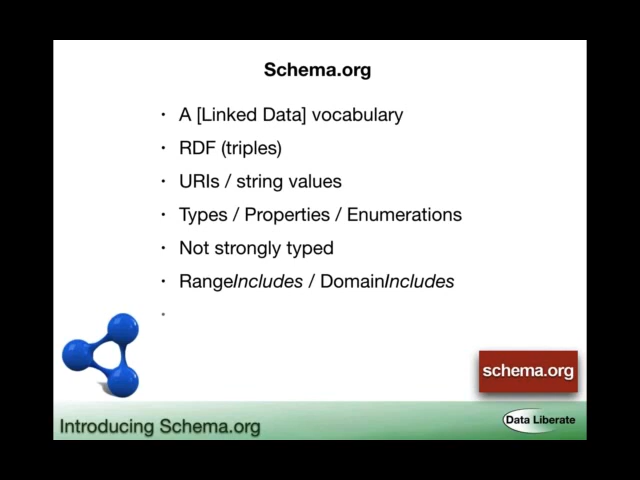 Schema.org
• A [Linked Data] vocabulary
• RDF (triples)
• URIs / string values
• Types / Properties / Enumerations
• Not strongly typed
• RangeIncludes / DomainIncludes
•
schema.org
Introducing Schema.org
Data Liberate